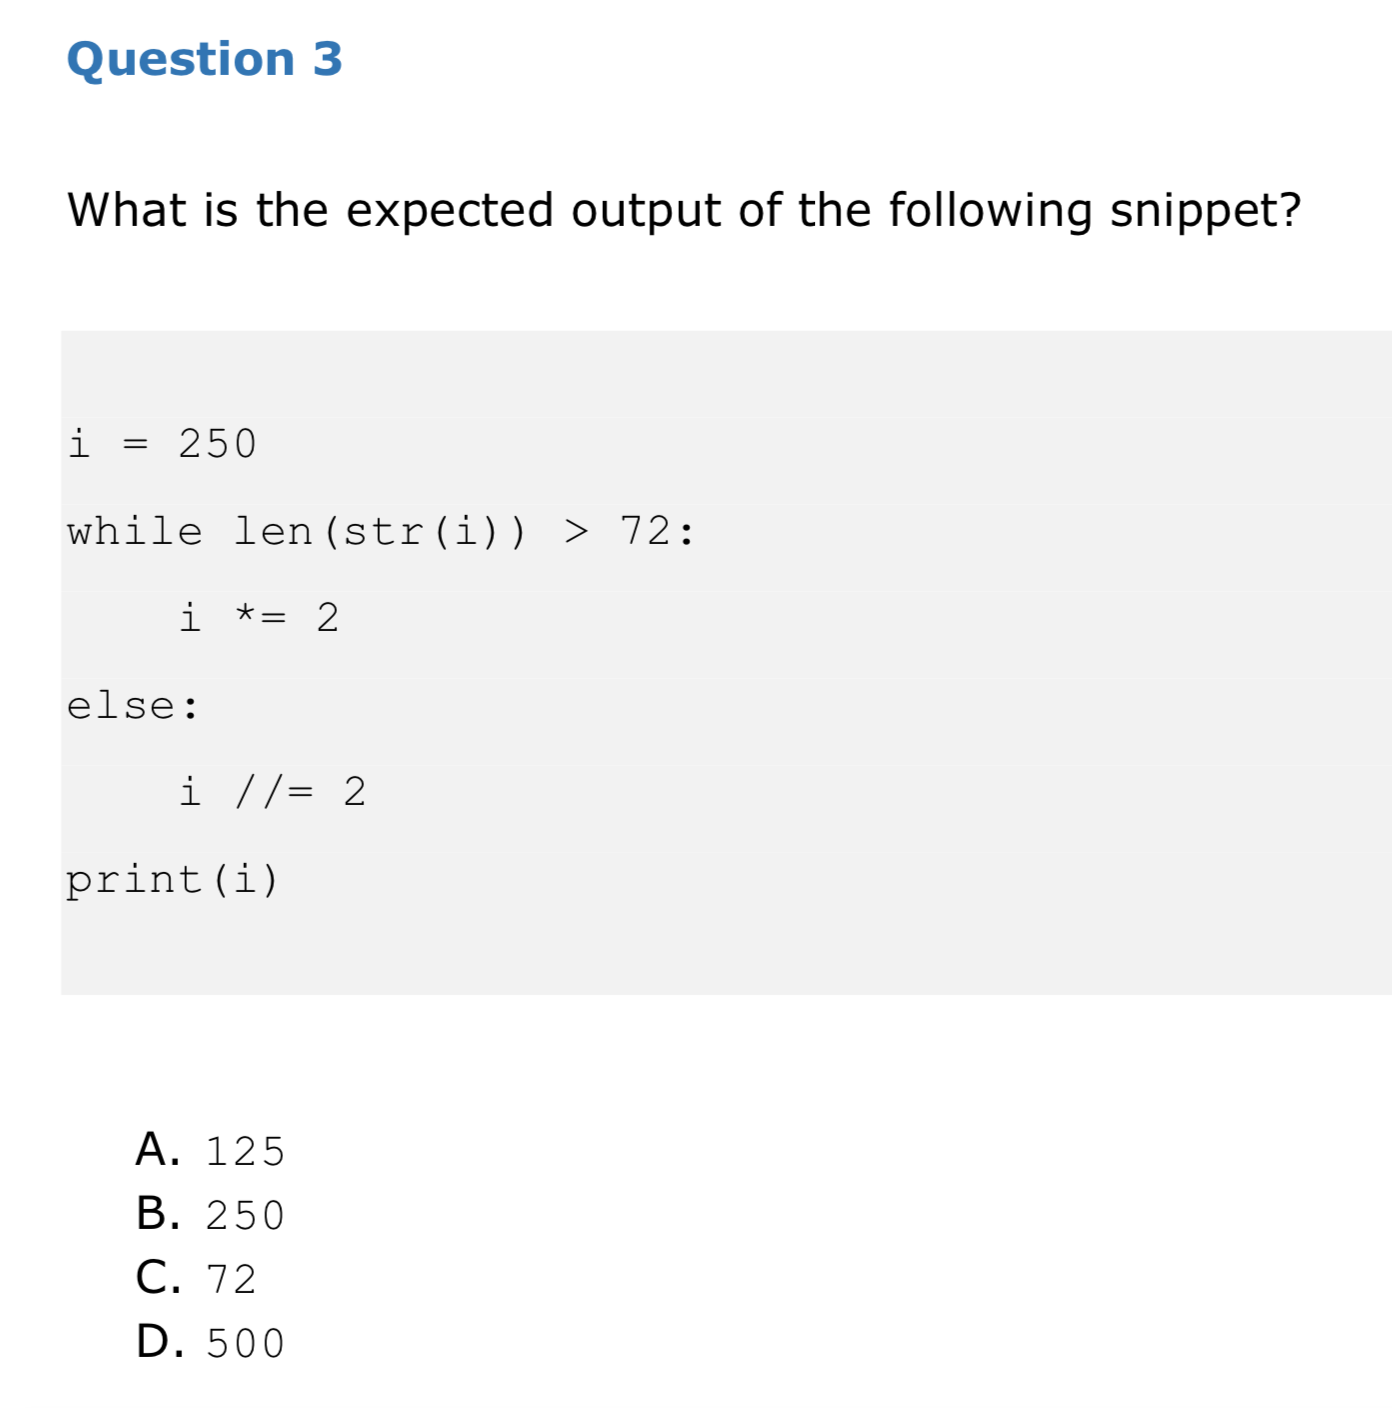 Question 3
What is the expected output of the following snippet?
i = 250
while len(str(i)) > 72:
    i *= 2
else:
    i //= 2
print(i)
A. 125
B. 250
C. 72
D. 500